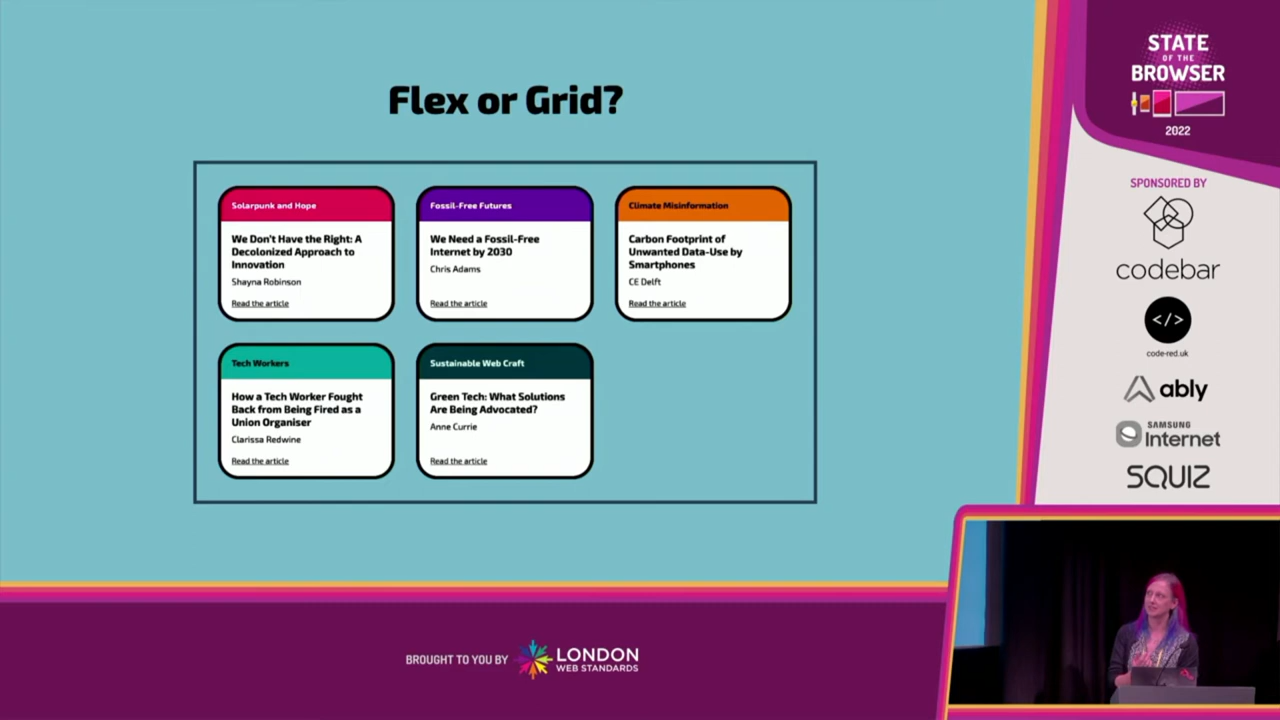 Flex or Grid?
Solarpunk and Hope
We Don't Have the Right: A
Decolonized Approach to
Innovation
Shayna Robinson
Read the article
Fossil-Free Futures
We Need a Fossil-Free
Internet by 2030
Chris Adams
Read the article
Climate Misinformation
Carbon Footprint of
Unwanted Data-Use by
Smartphones
CE Delft
Read the article
Tech Workers
How a Tech Worker Fought
Back from Being Fired as a
Union Organiser
Clarissa Redwine
Read the article
Sustainable Web Craft
Green Tech: What Solutions
Are Being Advocated?
Anne Currie
Read the article
STATE
OF THE
BROWSER
2022
SPONSORED BY
codebar
</>
code-red.uk
ably
SAMSUNG
Internet
SQUIZ
BROUGHT TO YOU BY
LONDON
WEB STANDARDS